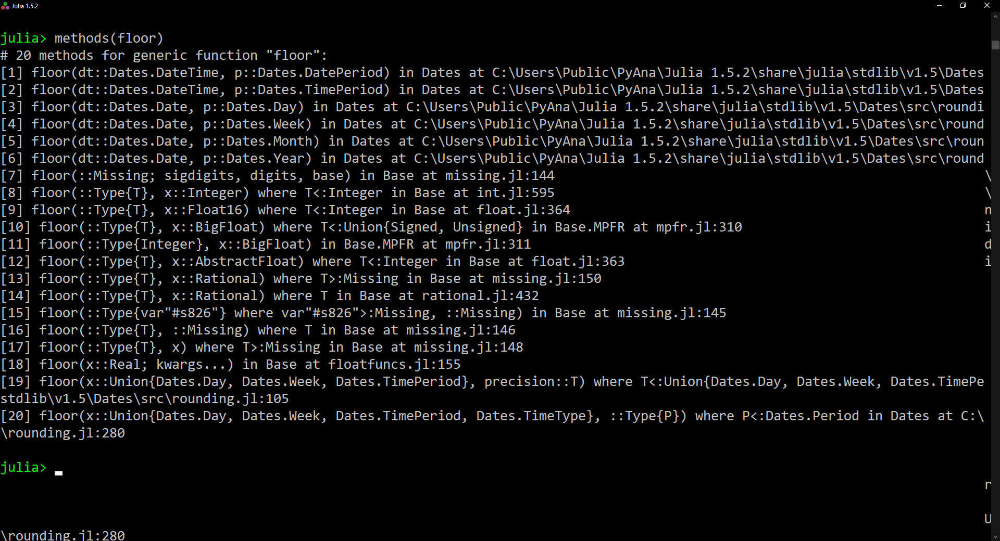 Julia 1.5.2
julia> methods(floor)
# 20 methods for generic function "floor":
[1] floor(dt::Dates.DateTime, p::Dates.DatePeriod) in Dates at C:\Users\Public\PyAna\Julia 1.5.2\share\julia\stdlib\v1.5\Dates
[2] floor(dt::Dates.DateTime, p::Dates.TimePeriod) in Dates at C:\Users\Public\PyAna\Julia 1.5.2\share\julia\stdlib\v1.5\Dates
[3] floor(dt::Dates.Date, p::Dates.Day) in Dates at C:\Users\Public\PyAna\Julia 1.5.2\share\julia\stdlib\v1.5\Dates\src\roundi
[4] floor(dt::Dates.Date, p::Dates.Week) in Dates at C:\Users\Public\PyAna\Julia 1.5.2\share\julia\stdlib\v1.5\Dates\src\round
[5] floor(dt::Dates.Date, p::Dates.Month) in Dates at C:\Users\Public\PyAna\Julia 1.5.2\share\julia\stdlib\v1.5\Dates\src\roun
[6] floor(dt::Dates.Date, p::Dates.Year) in Dates at C:\Users\Public\PyAna\Julia 1.5.2\share\julia\stdlib\v1.5\Dates\src\round
[7] floor(::Missing; sigdigits, digits, base) in Base at missing.jl:144 \
[8] floor(::Type{T}, x::Integer) where T<:Integer in Base at int.jl:595 \
[9] floor(::Type{T}, x::Float16) where T<:Integer in Base at float.jl:364 n
[10] floor(::Type{T}, x::BigFloat) where T<:Union{Signed, Unsigned} in Base.MPFR at mpfr.jl:310 i
[11] floor(::Type{Integer}, x::BigFloat) in Base.MPFR at mpfr.jl:311 d
[12] floor(::Type{T}, x::AbstractFloat) where T<:Integer in Base at float.jl:363 i
[13] floor(::Type{T}, x::Rational) where T>:Missing in Base at missing.jl:150
[14] floor(::Type{T}, x::Rational) where T in Base at rational.jl:432
[15] floor(::Type{var"#s826"} where var"#s826">:Missing, ::Missing) in Base at missing.jl:145
[16] floor(::Type{T}, ::Missing) where T in Base at missing.jl:146
[17] floor(::Type{T}, x) where T>:Missing in Base at missing.jl:148
[18] floor(x::Real; kwargs...) in Base at floatfuncs.jl:155
[19] floor(x::Union{Dates.Day, Dates.Week, Dates.TimePeriod}, precision::T) where T<:Union{Dates.Day, Dates.Week, Dates.TimePe
stdlib\v1.5\Dates\src\rounding.jl:105
[20] floor(x::Union{Dates.Day, Dates.Week, Dates.TimePeriod, Dates.TimeType}, ::Type{P}) where P<:Dates.Period in Dates at C:\
\rounding.jl:280
julia>
r
U
\rounding.jl:280